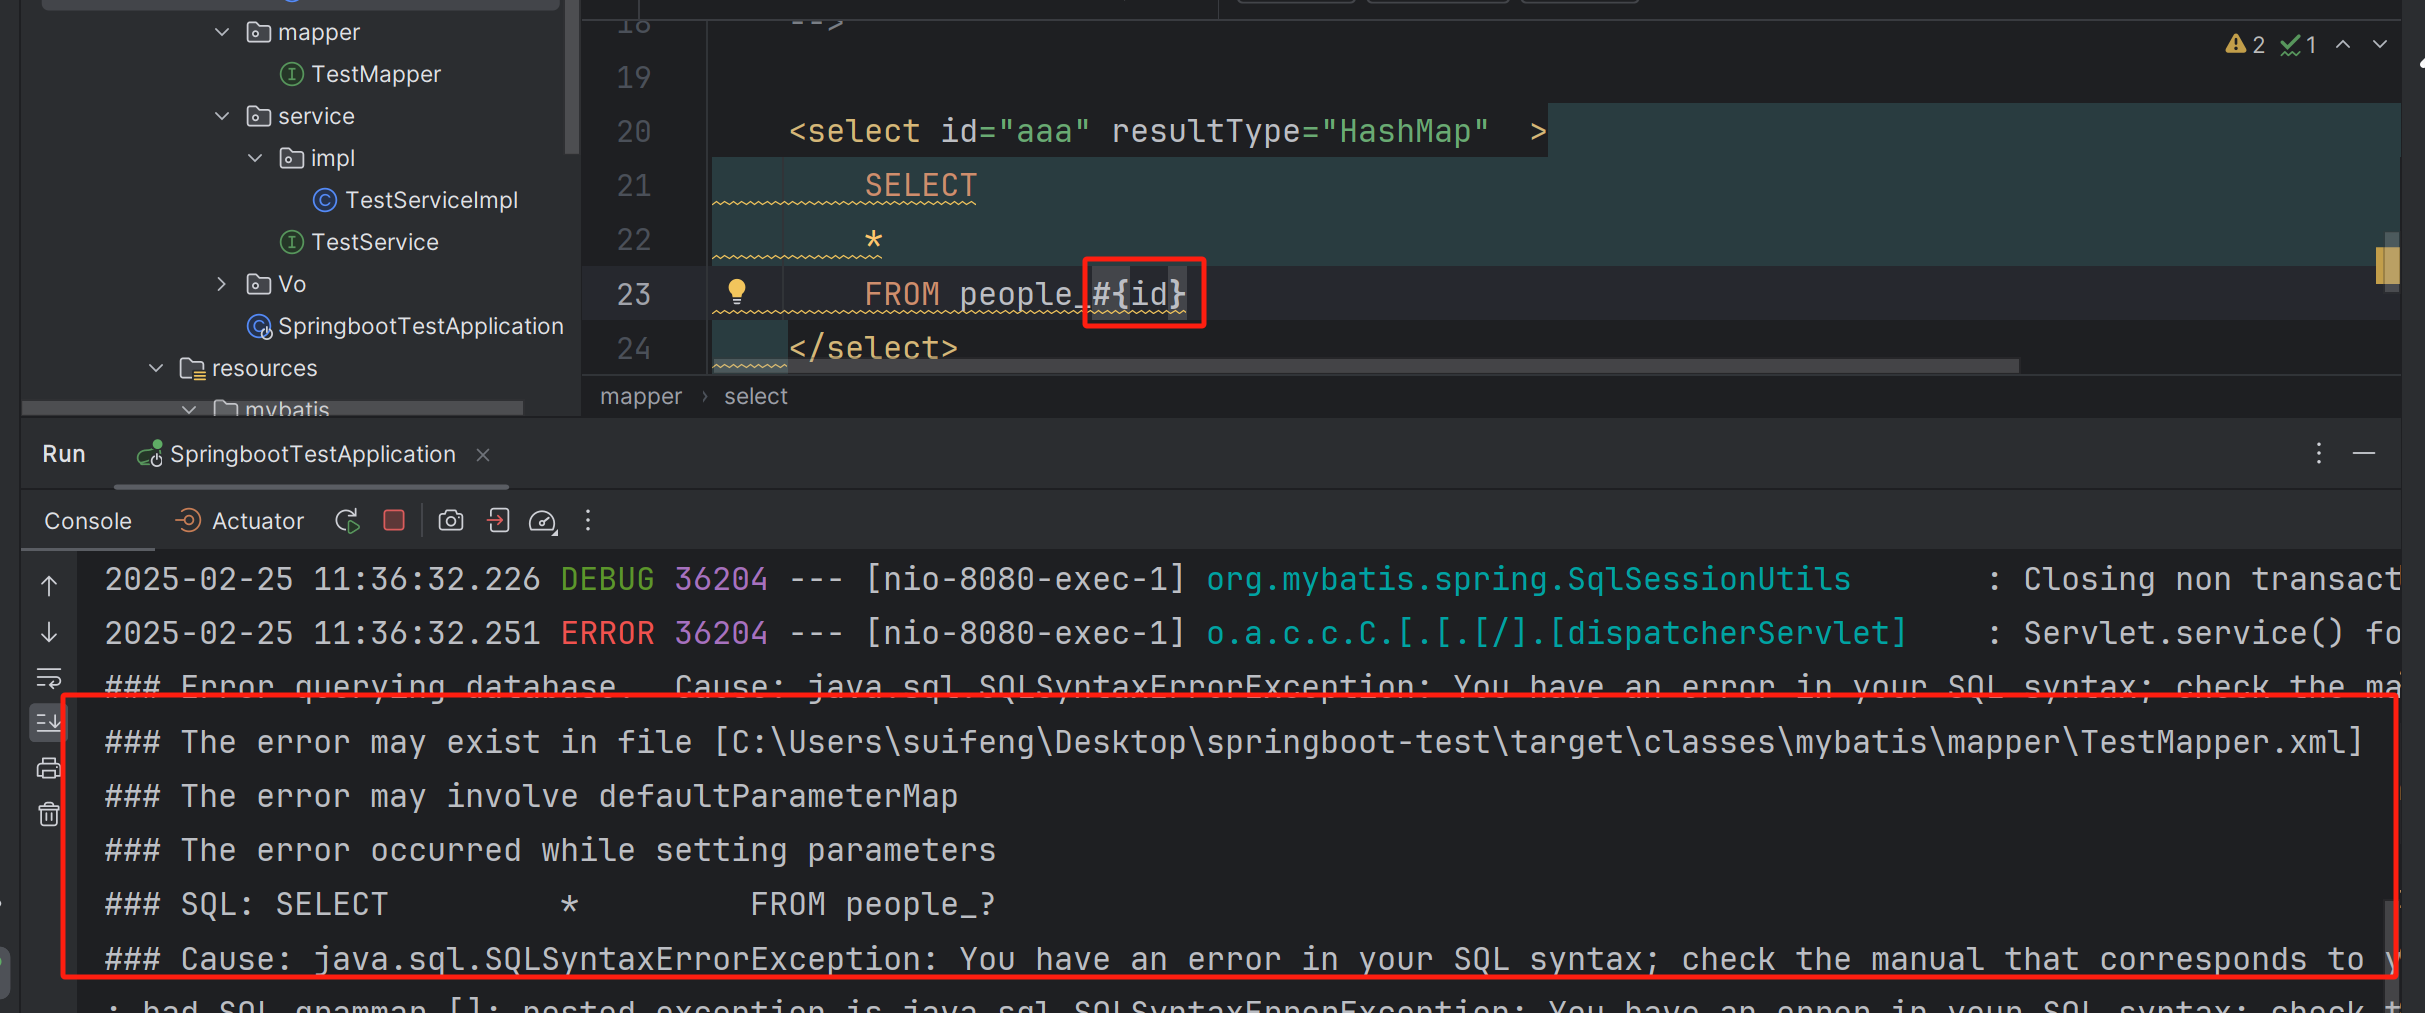 mapper
TestMapper
service
impl
TestServiceImpl
TestService
Vo
SpringbootTestApplication
resources
mybatis
18 -->
19
20 <select id="aaa" resultType="HashMap" >
21 SELECT
22 *
23 FROM people_#{id}
24 </select>
2 1
mapper › select
Run SpringbootTestApplication
Console Actuator
2025-02-25 11:36:32.226 DEBUG 36204 --- [nio-8080-exec-1] org.mybatis.spring.SqlSessionUtils : Closing non transact
2025-02-25 11:36:32.251 ERROR 36204 --- [nio-8080-exec-1] o.a.c.c.C.[.[.[/].[dispatcherServlet] : Servlet.service() fo
### Error querying database. Cause: java.sql.SQLSyntaxErrorException: You have an error in your SQL syntax; check the ma
### The error may exist in file [C:\Users\suifeng\Desktop\springboot-test\target\classes\mybatis\mapper\TestMapper.xml]
### The error may involve defaultParameterMap
### The error occurred while setting parameters
### SQL: SELECT * FROM people_?
### Cause: java.sql.SQLSyntaxErrorException: You have an error in your SQL syntax; check the manual that corresponds to y
; bad SQL grammar []; nested exception is java.sql.SQLSyntaxErrorException: You have an error in your SQL syntax; check t